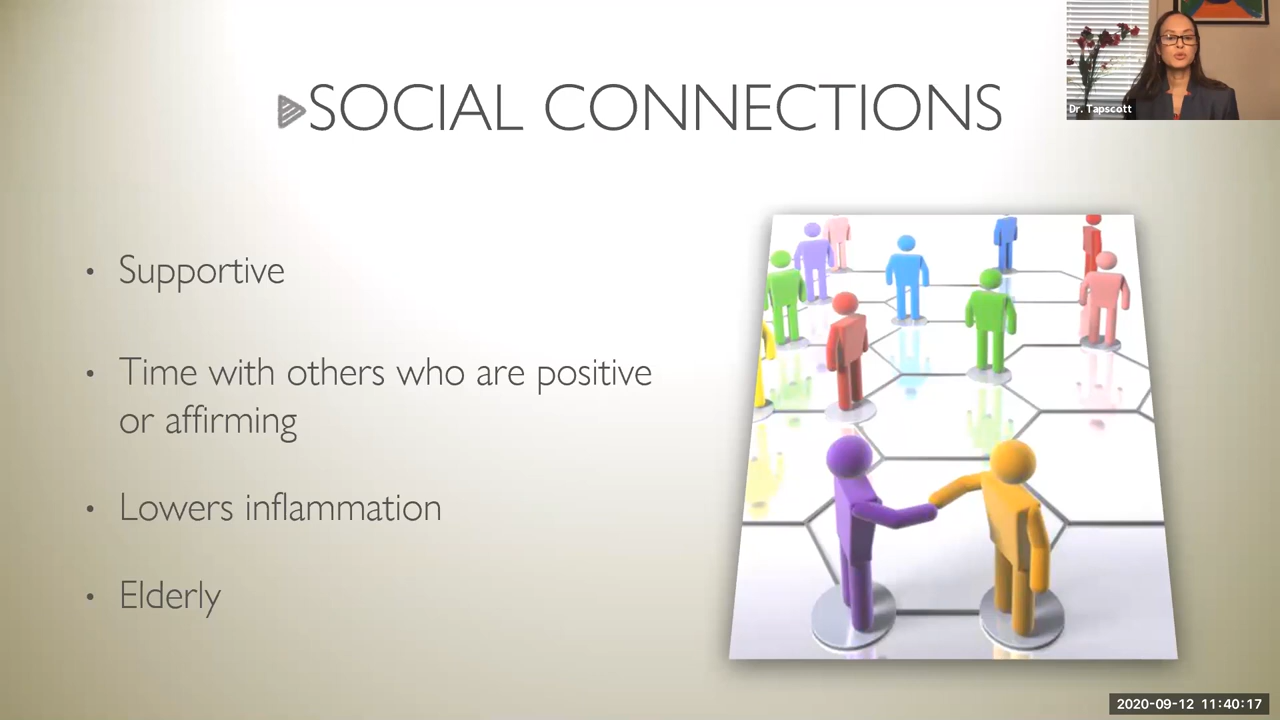 SOCIAL CONNECTIONS
Dr. Tapscott
• Supportive
• Time with others who are positive
or affirming
• Lowers inflammation
• Elderly
2020-09-12 11:40:17